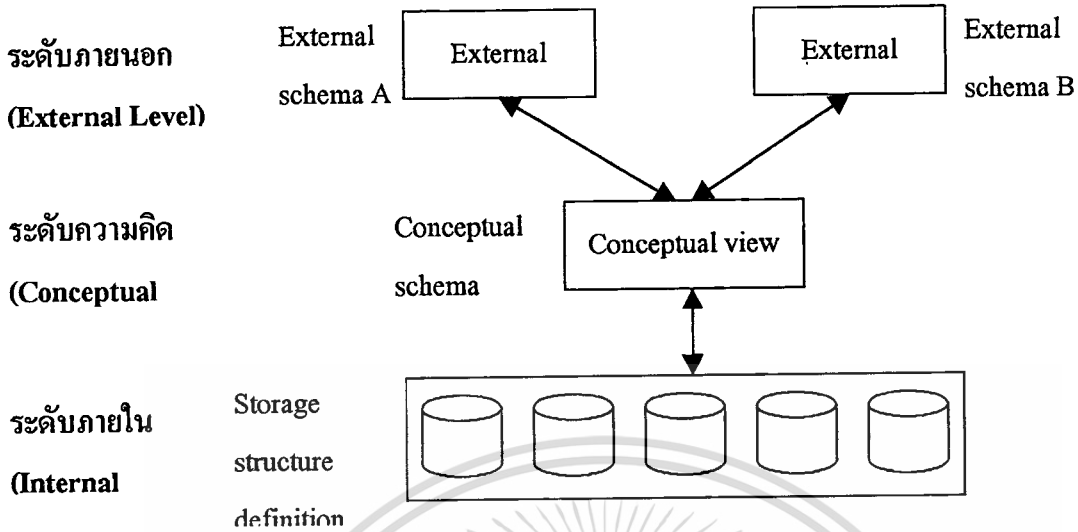 ระดับภายนอก
(External Level)
External
schema A
External
External
External
schema B
ระดับความคิด
(Conceptual
Conceptual
schema
Conceptual view
ระดับภายใน
(Internal
Storage
structure
definition